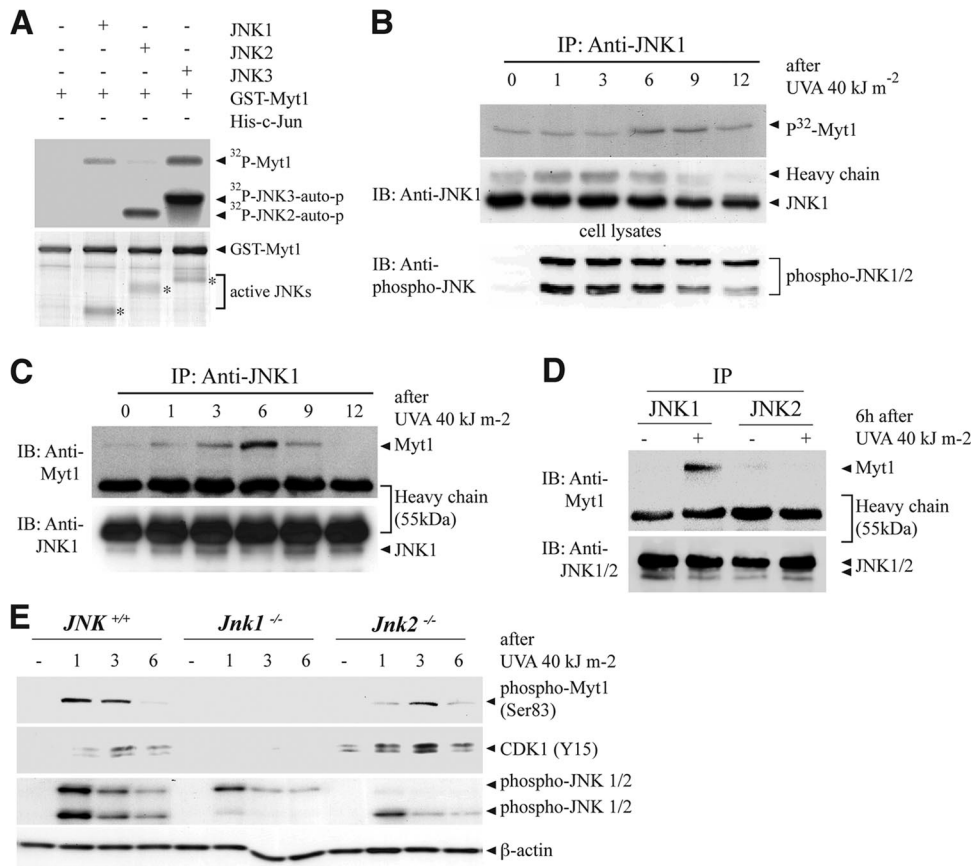 A
- + - - JNK1
- - + - JNK2
- - - + JNK3
+ + + + GST-Myt1
- - - - His-c-Jun
32P-Myt1
32P-JNK3-auto-p
32P-JNK2-auto-p
GST-Myt1
* * * active JNKs
B
IP: Anti-JNK1
0 1 3 6 9 12 after
UVA 40 kJ m-2
P32-Myt1
Heavy chain
IB: Anti-JNK1 JNK1
cell lysates
IB: Anti-
phospho-JNK
phospho-JNK1/2
C
IP: Anti-JNK1
0 1 3 6 9 12 after
UVA 40 kJ m-2
IB: Anti-
Myt1
Myt1
Heavy chain
(55kDa)
IB: Anti-
JNK1
JNK1
D
IP
JNK1 JNK2
- + - + 6h after
UVA 40 kJ m-2
IB: Anti-
Myt1
Myt1
Heavy chain
(55kDa)
IB: Anti-
JNK1/2
JNK1/2
E
JNK +/+ Jnk1 -/- Jnk2 -/-
- 1 3 6 - 1 3 6 - 1 3 6 after
UVA 40 kJ m-2
phospho-Myt1
(Ser83)
CDK1 (Y15)
phospho-JNK 1/2
phospho-JNK 1/2
β-actin